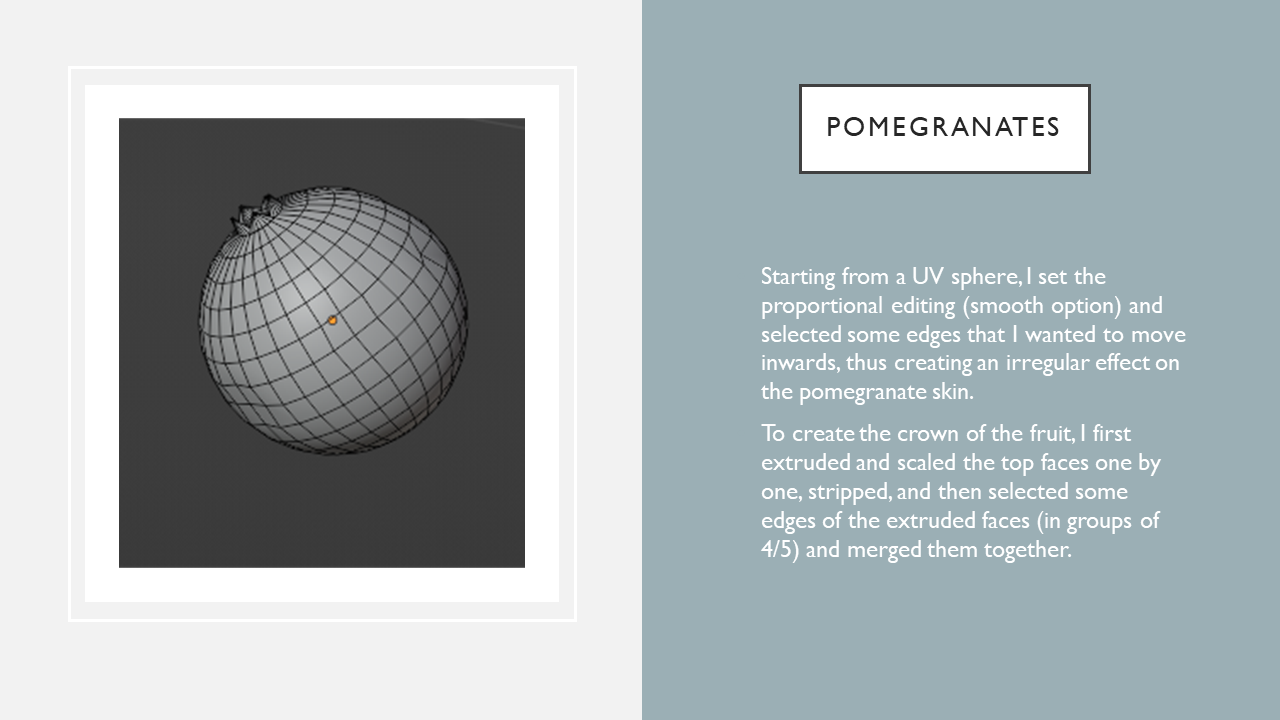 POMEGRANATES
Starting from a UV sphere, I set the
proportional editing (smooth option) and
selected some edges that I wanted to move
inwards, thus creating an irregular effect on
the pomegranate skin.
To create the crown of the fruit, I first
extruded and scaled the top faces one by
one, stripped, and then selected some
edges of the extruded faces (in groups of
4/5) and merged them together.